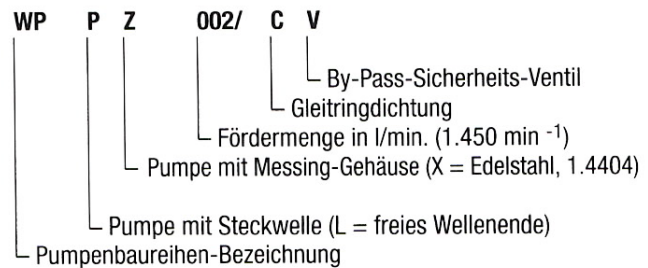 WP P Z 002/ C V
By-Pass-Sicherheits-Ventil
Gleitringdichtung
Fördermenge in l/min. (1.450 min -1)
Pumpe mit Messing-Gehäuse (X = Edelstahl, 1.4404)
Pumpe mit Steckwelle (L = freies Wellenende)
Pumpenbaureihen-Bezeichnung